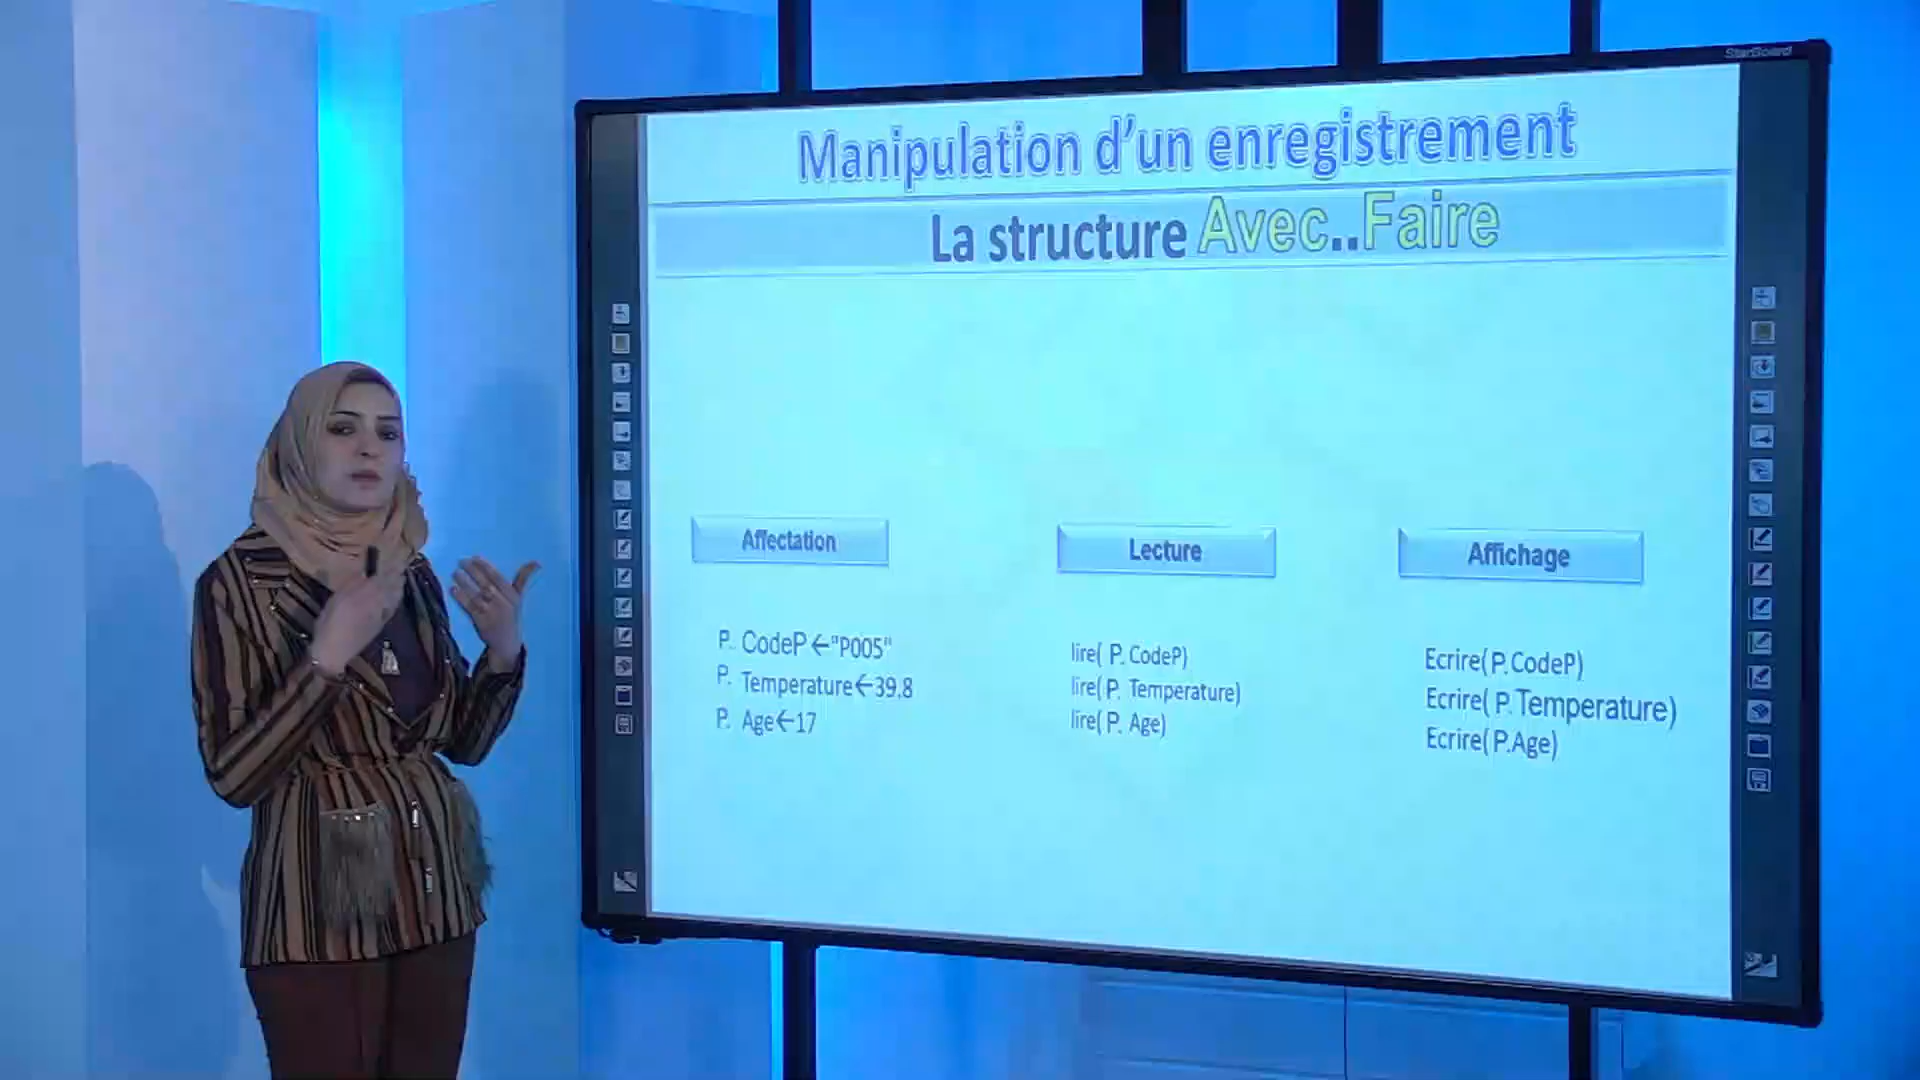 StarBoard
Manipulation d'un enregistrement
La structure Avec..Faire
Affectation
P. CodeP←"P005"
P. Temperature←39.8
P. Age←17
Lecture
lire( P. CodeP)
lire( P. Temperature)
lire( P. Age)
Affichage
Ecrire( P.CodeP)
Ecrire( P.Temperature)
Ecrire( P.Age)